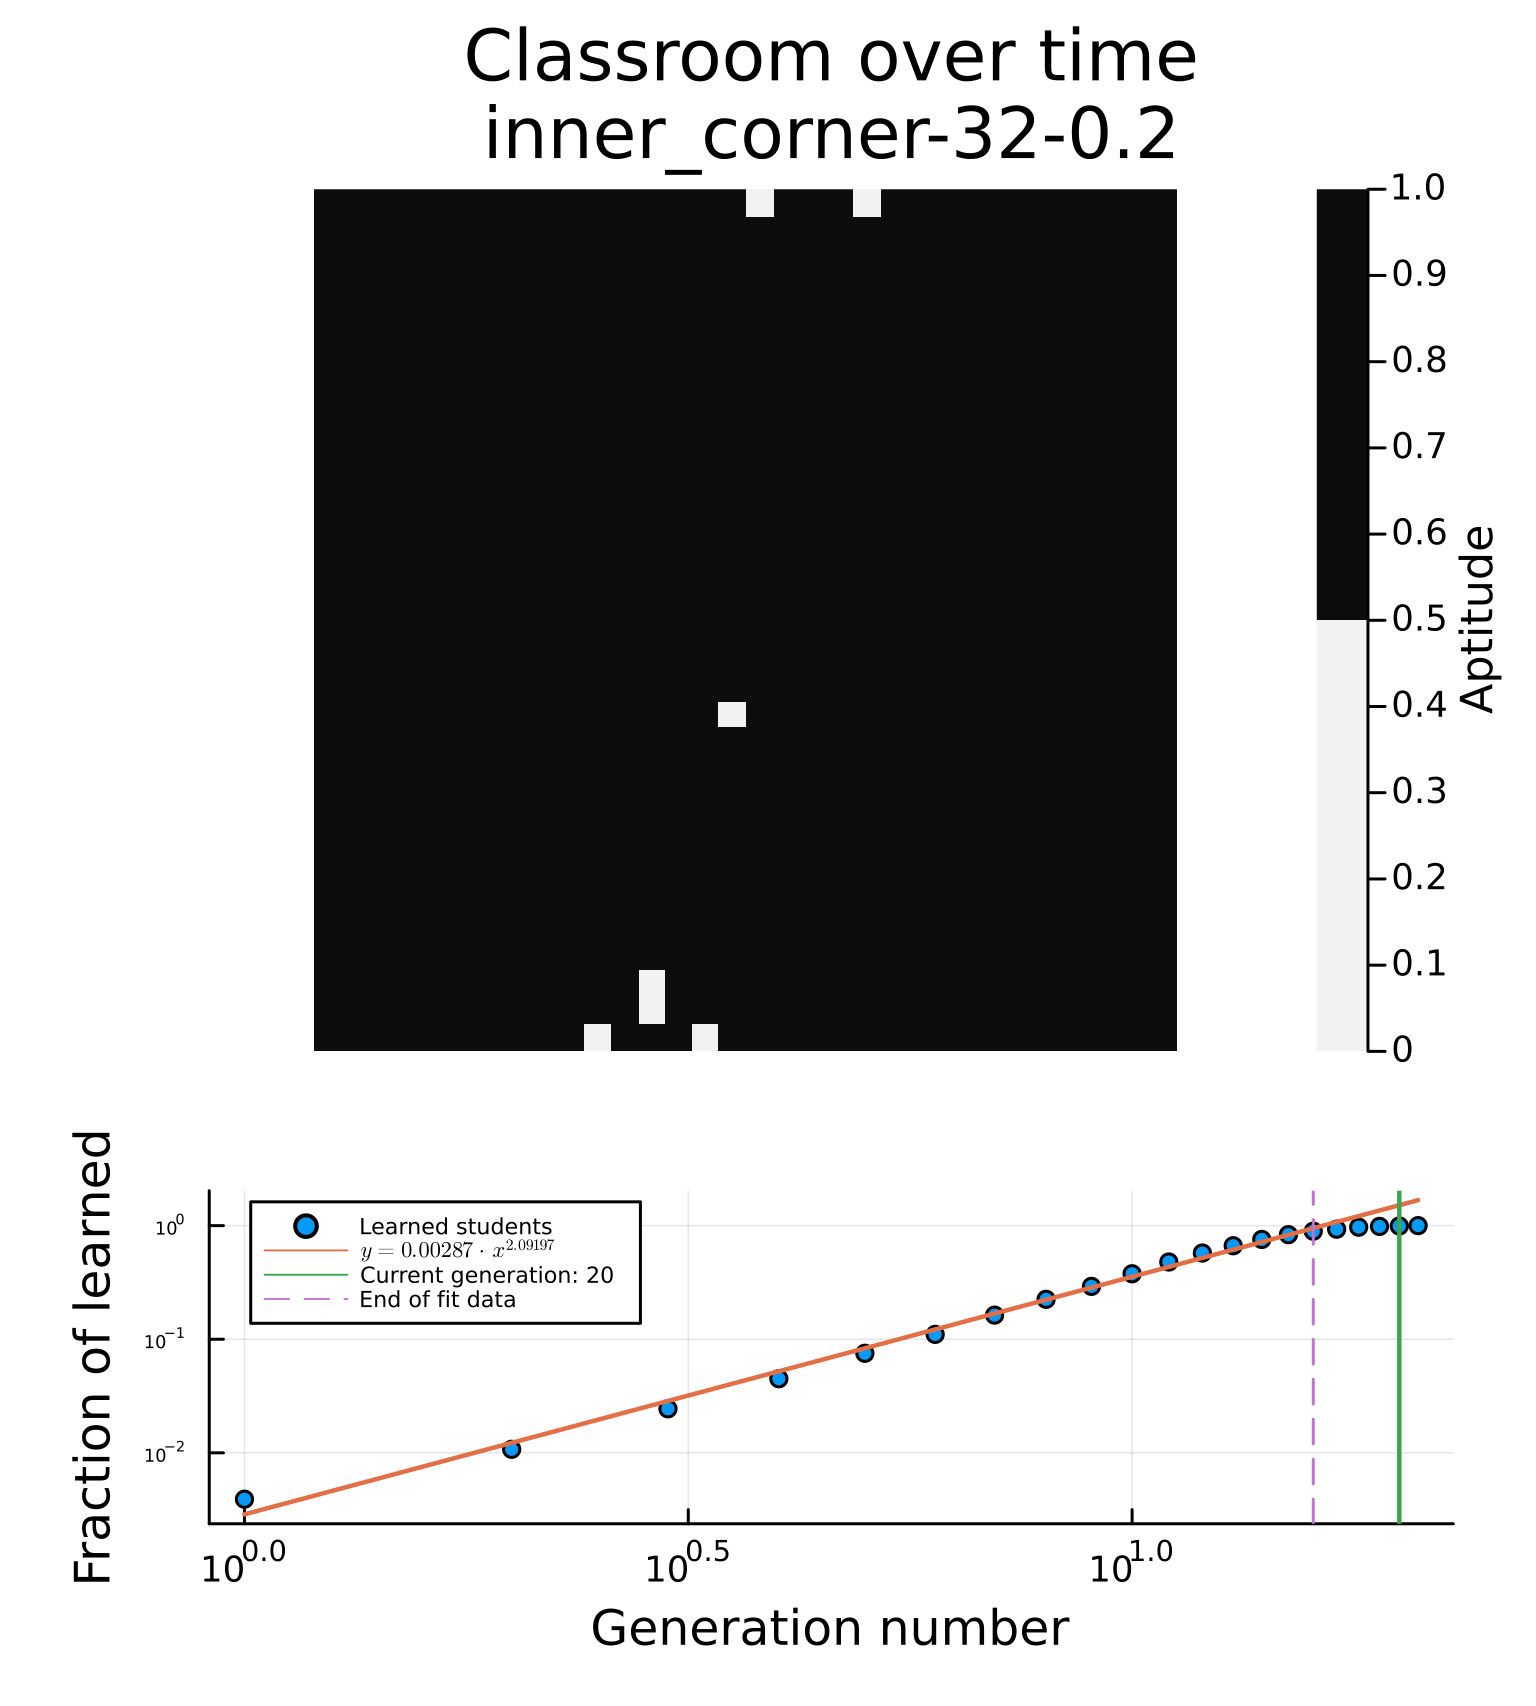 Classroom over time
inner_corner-32-0.2
1.0
0.9
0.8
0.7
0.6
0.5
0.4
0.3
0.2
0.1
0
Aptitude
Fraction of learned
10^0
10^−1
10^−2
Learned students
y = 0.00287 · x^2.09197
Current generation: 20
End of fit data
10^0.0
10^0.5
10^1.0
Generation number